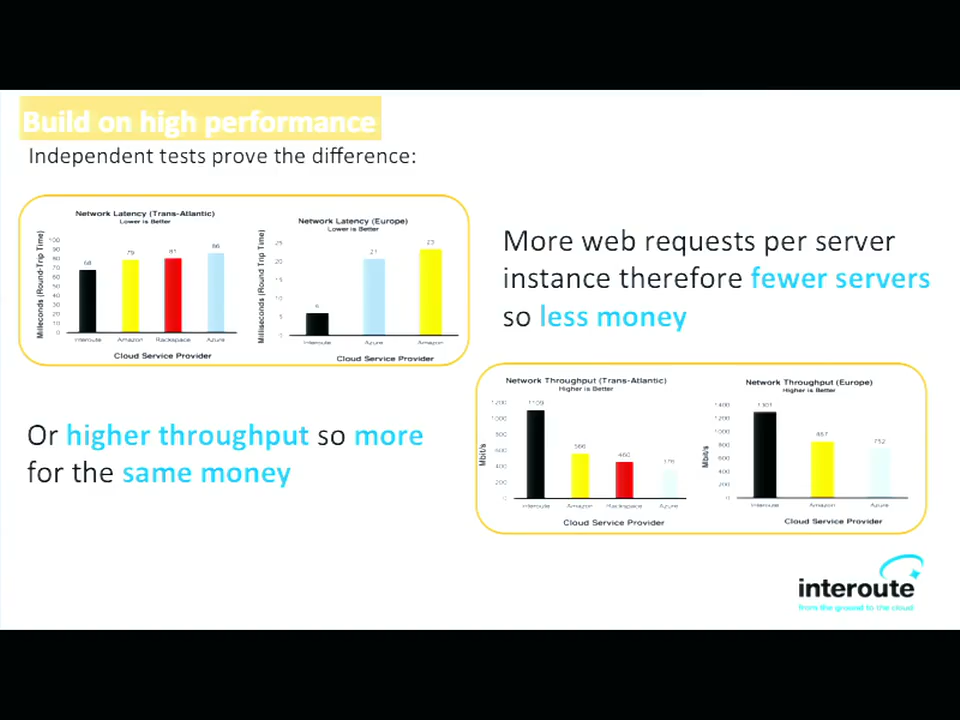 Build on high performance
Independent tests prove the difference:
Network Latency (Trans-Atlantic)
Lower is Better
Milliseconds (Round-Trip Time)
100
90
80
70
60
50
40
30
20
10
0
68
79
81
86
Interoute Amazon Rackspace Azure
Cloud Service Provider
Network Latency (Europe)
Lower is Better
Milliseconds (Round Trip Time)
25
20
15
10
5
0
6
21
23
Interoute Azure Amazon
Cloud Service Provider
More web requests per server
instance therefore fewer servers
so less money
Or higher throughput so more
for the same money
Network Throughput (Trans-Atlantic)
Higher is Better
Mbit/s
1200
1000
800
600
400
200
0
1109
566
460
376
Interoute Amazon Rackspace Azure
Cloud Service Provider
Network Throughput (Europe)
Higher is Better
Mbit/s
1400
1200
1000
800
600
400
200
0
1301
847
752
Interoute Amazon Azure
Cloud Service Provider
interoute
from the ground to the cloud